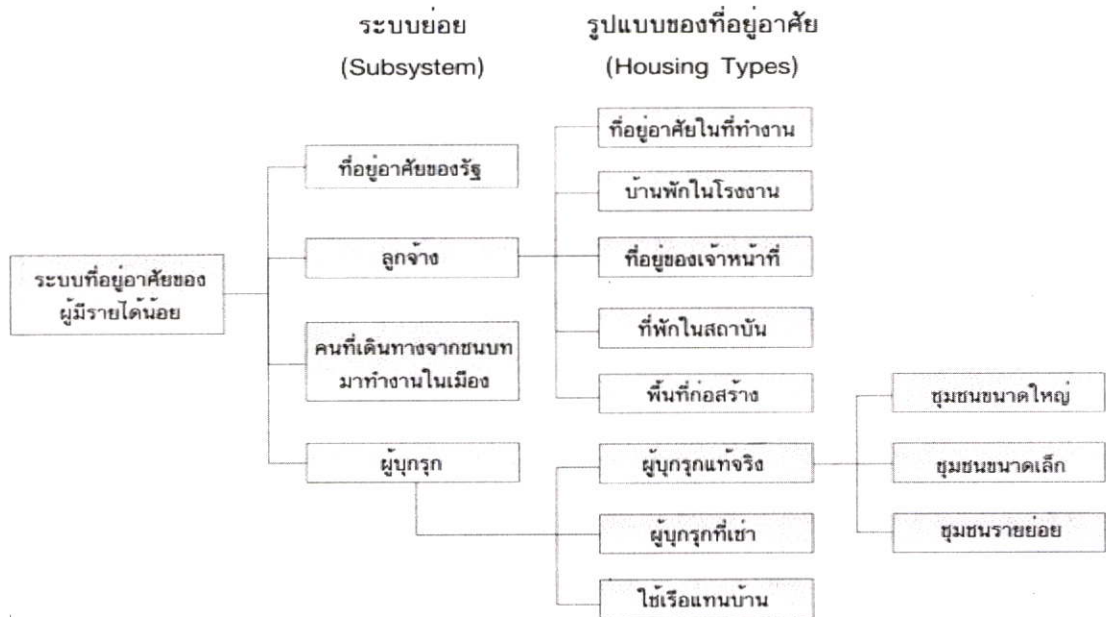 ระบบย่อย
(Subsystem)
รูปแบบของที่อยู่อาศัย
(Housing Types)
ระบบที่อยู่อาศัยของ
ผู้มีรายได้น้อย
ที่อยู่อาศัยของรัฐ
ลูกจ้าง
คนที่เดินทางจากชนบท
มาทำงานในเมือง
ผู้บุกรุก
ที่อยู่อาศัยในที่ทำงาน
บ้านพักในโรงงาน
ที่อยู่ของเจ้าหน้าที่
ที่พักในสถาบัน
พื้นที่ก่อสร้าง
ผู้บุกรุกแท้จริง
ผู้บุกรุกที่เช่า
ใช้เรือแทนบ้าน
ชุมชนขนาดใหญ่
ชุมชนขนาดเล็ก
ชุมชนรายย่อย